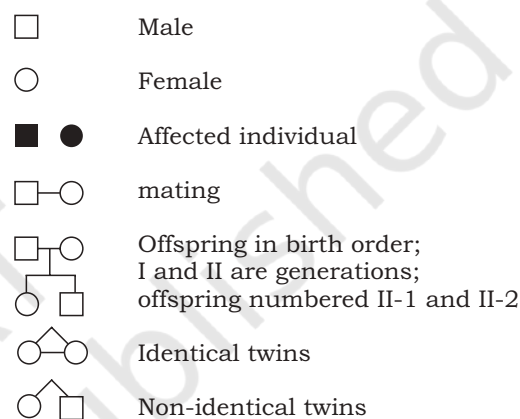 Male
Female
Affected individual
mating
Offspring in birth order;
I and II are generations;
offspring numbered II-1 and II-2
Identical twins
Non-identical twins
blished